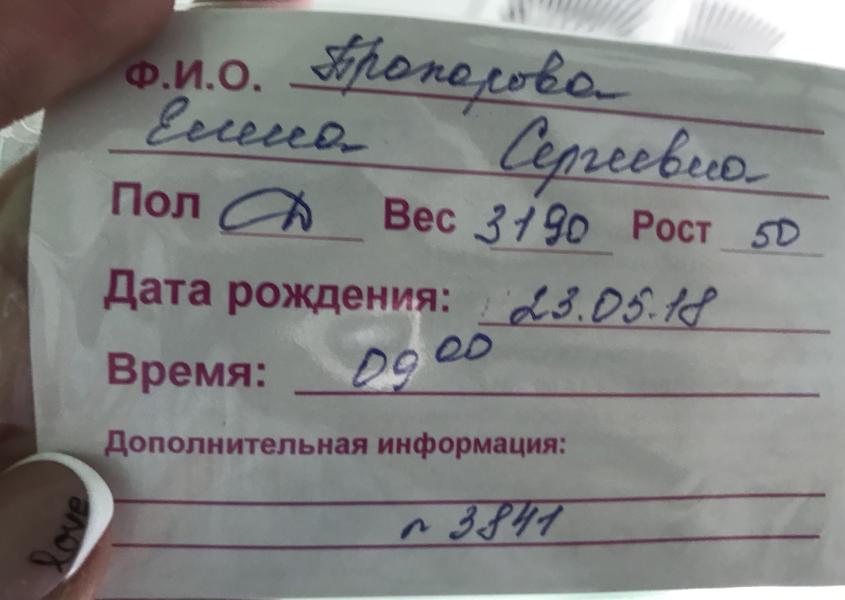 Ф.И.О. Прапорова
Елена Сергеевна
Пол Д Вес 3190 Рост 50
Дата рождения: 23.05.18
Время: 09 00
Дополнительная информация:
3841
love